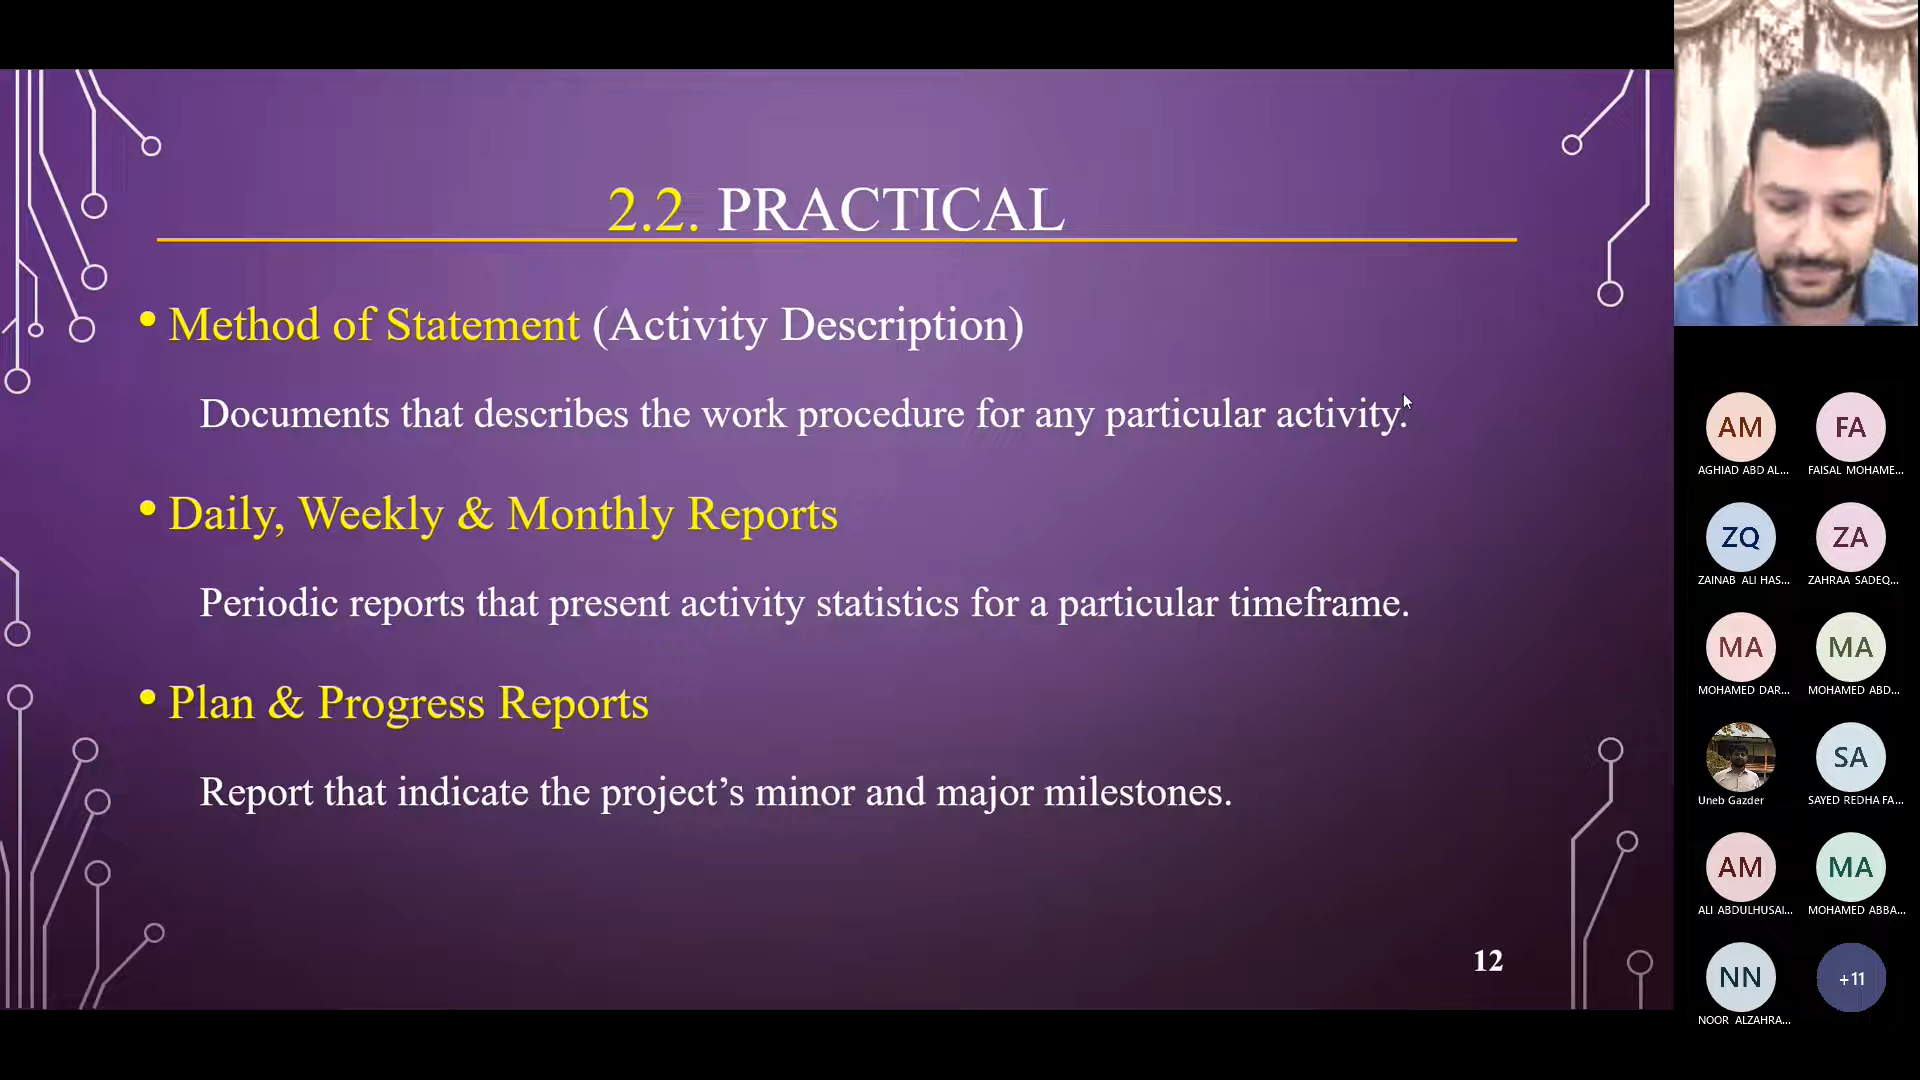 2.2. PRACTICAL
• Method of Statement (Activity Description)
Documents that describes the work procedure for any particular activity.
• Daily, Weekly & Monthly Reports
Periodic reports that present activity statistics for a particular timeframe.
• Plan & Progress Reports
Report that indicate the project’s minor and major milestones.
12
AM FA
AGHIAD ABD AL... FAISAL MOHAME...
ZQ ZA
ZAINAB ALI HAS... ZAHRAA SADEQ...
MA MA
MOHAMED DAR... MOHAMED ABD...
SA
Uneb Gazder SAYED REDHA FA...
AM MA
ALI ABDULHUSAI... MOHAMED ABBA...
NN +11
NOOR ALZAHRA...